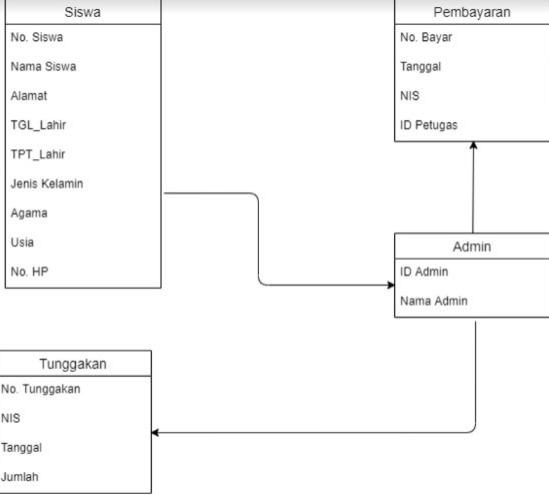 Siswa
No. Siswa
Nama Siswa
Alamat
TGL_Lahir
TPT_Lahir
Jenis Kelamin
Agama
Usia
No. HP
Pembayaran
No. Bayar
Tanggal
NIS
ID Petugas
Admin
ID Admin
Nama Admin
Tunggakan
No. Tunggakan
NIS
Tanggal
Jumlah